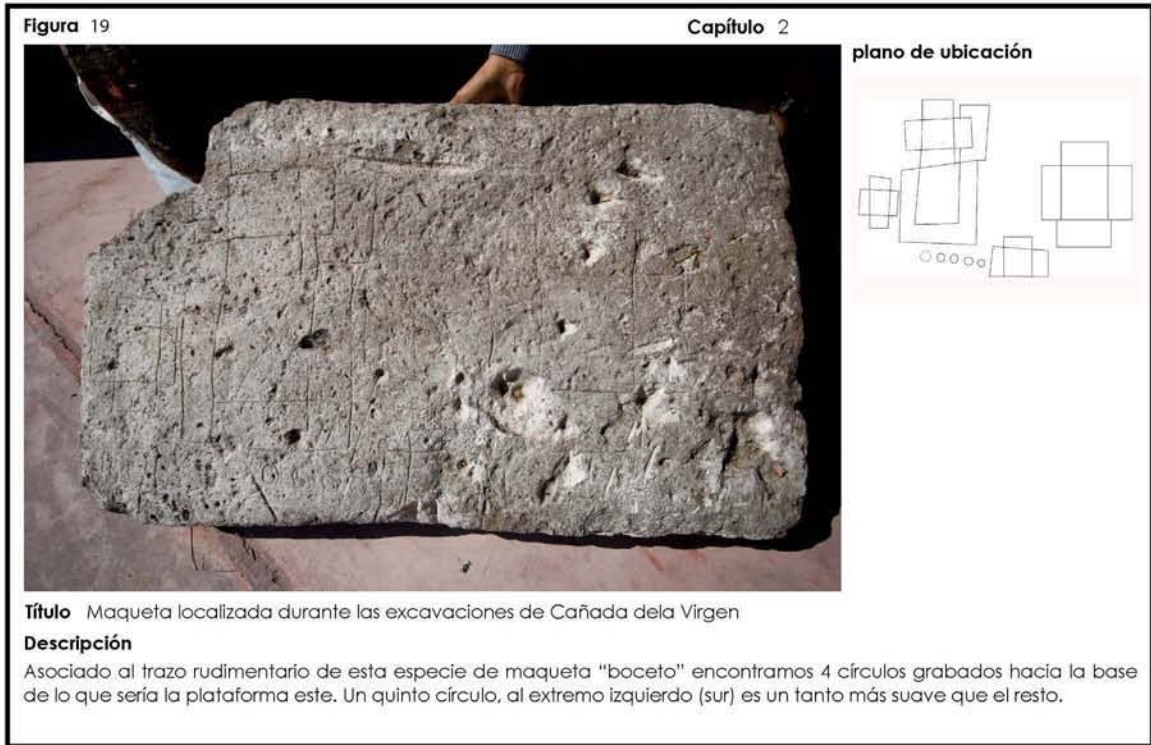 Figura 19
Capítulo 2
plano de ubicación
Título Maqueta localizada durante las excavaciones de Cañada dela Virgen
Descripción
Asociado al trazo rudimentario de esta especie de maqueta “boceto” encontramos 4 círculos grabados hacia la base
de lo que sería la plataforma este. Un quinto círculo, al extremo izquierdo (sur) es un tanto más suave que el resto.